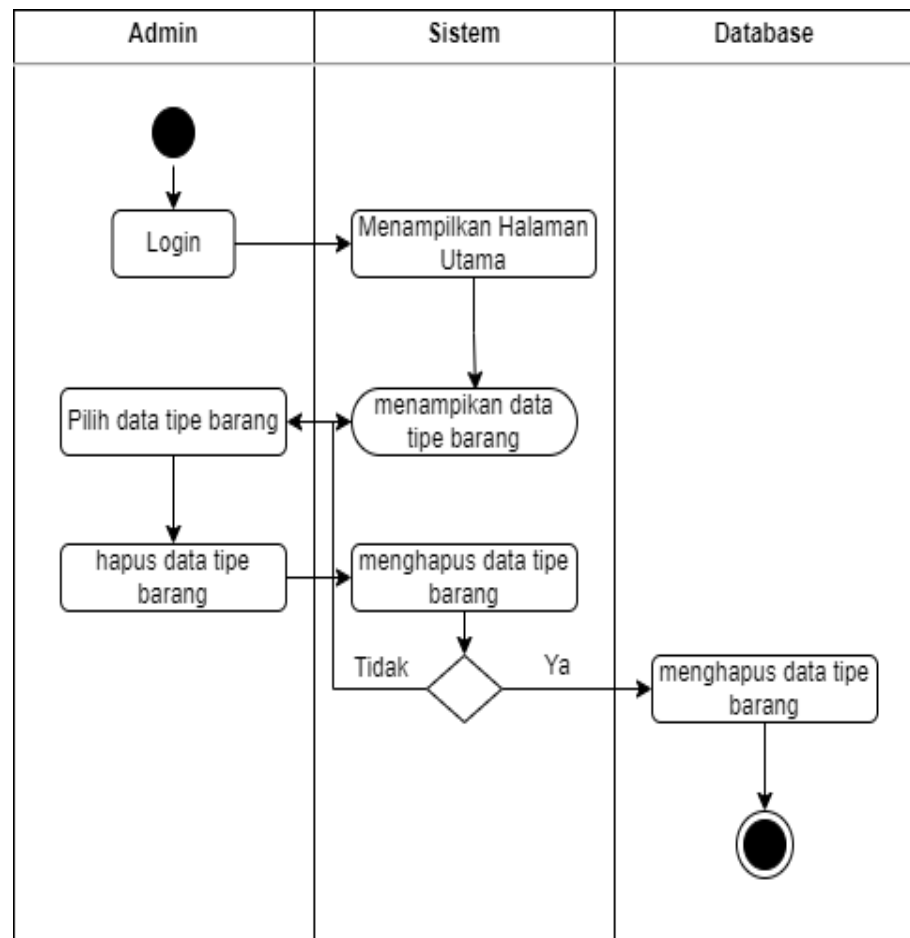 Admin
Sistem
Database
Login
Menampilkan Halaman
Utama
Pilih data tipe barang
menampikan data
tipe barang
hapus data tipe
barang
menghapus data tipe
barang
Tidak
Ya
menghapus data tipe
barang